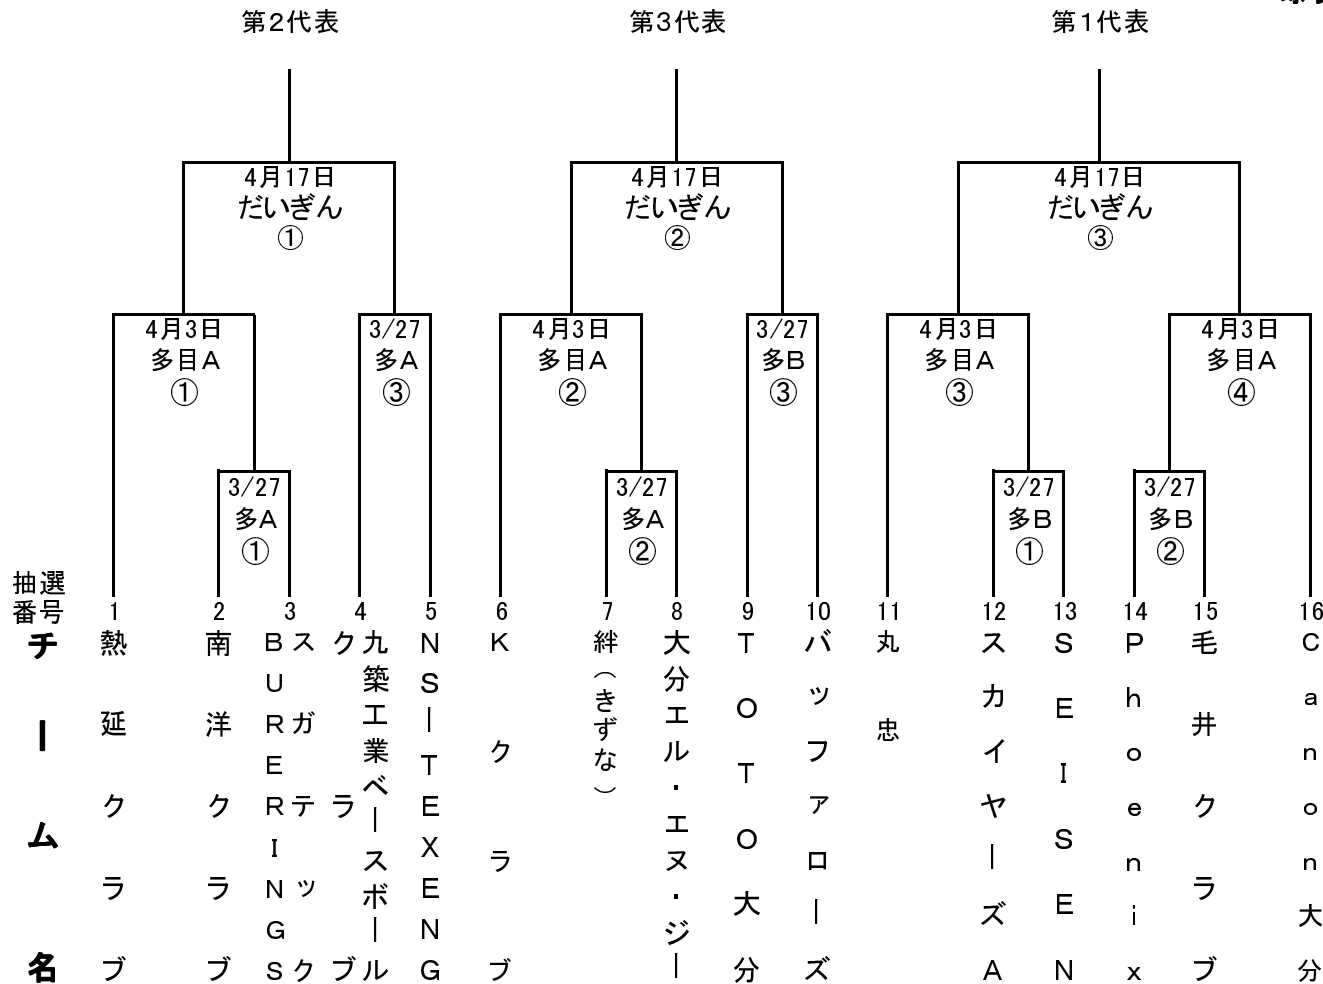 第2代表 第3代表 第1代表
4月17日 4月17日 4月17日
だいぎん だいぎん だいぎん
① ② ③
4月3日 3/27 4月3日 3/27 4月3日 4月3日
多目A 多A 多目A 多B 多目A 多目A
① ③ ② ③ ③ ④
3/27 3/27 3/27 3/27
多A 多A 多B 多B
① ② ① ②
抽選
番号 1 2 3 4 5 6 7 8 9 10 11 12 13 14 15 16
チーム名
熱延クラブ
南洋クラブ
スガテック
BURERINGS
九築工業ベースボール
クラブ
NSーTEXENG
Kクラブ
絆(きずな)
大分エル・エヌ・ジー
TOTO大分
バッファローズ
丸忠
スカイヤーズA
SEISEN
Phoenix
毛井クラブ
Canon大分